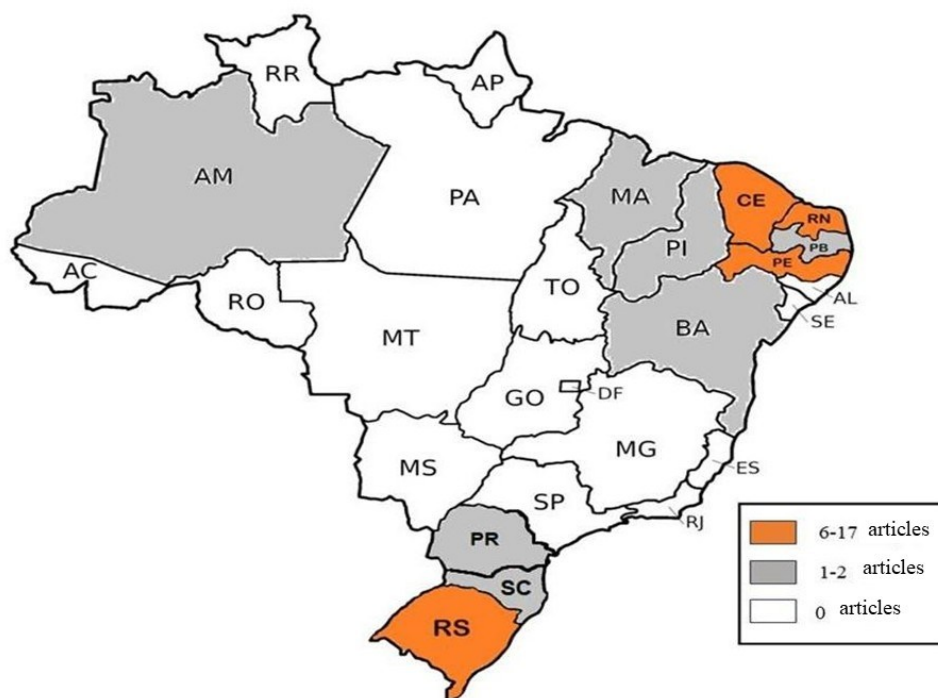 RR
AP
AM
PA
MA
CE
RN
PB
PI
PE
AC
TO
AL
RO
SE
BA
MT
DF
GO
MG
MS
ES
SP
RJ
PR
SC
RS
6-17 articles
1-2 articles
0 articles